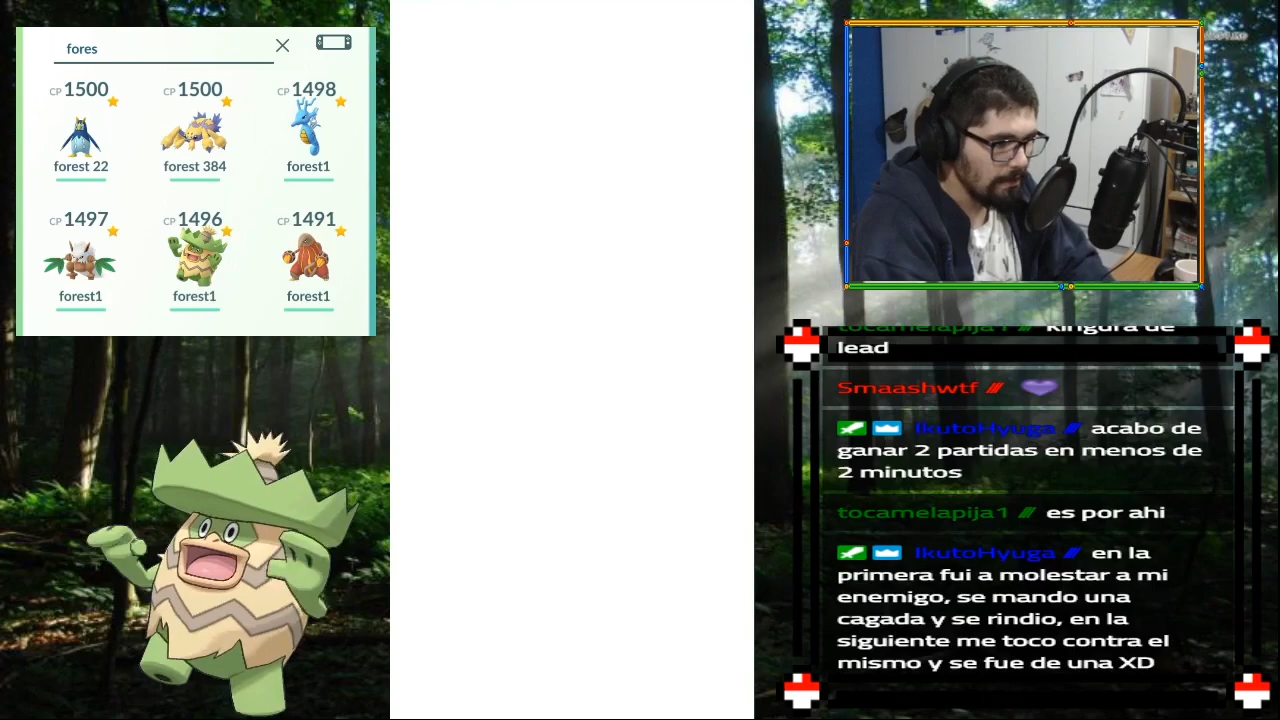 fores
CP 1500
CP 1500
CP 1498
forest 22
forest 384
forest1
CP 1497
CP 1496
CP 1491
forest1
forest1
forest1
tocamelapija1 /// kingura de
lead
Smaashwtf ///
IkutoHyuga /// acabo de
ganar 2 partidas en menos de
2 minutos
tocamelapija1 /// es por ahi
IkutoHyuga /// en la
primera fui a molestar a mi
enemigo, se mando una
cagada y se rindio, en la
siguiente me toco contra el
mismo y se fue de una XD